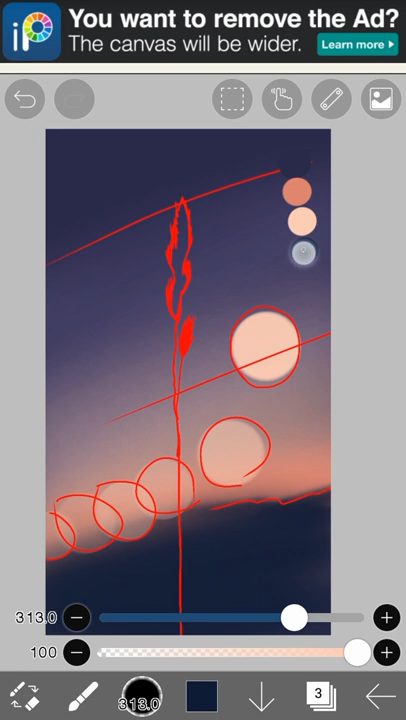 iP
You want to remove the Ad?
The canvas will be wider.
Learn more
313.0
100
313.0
3